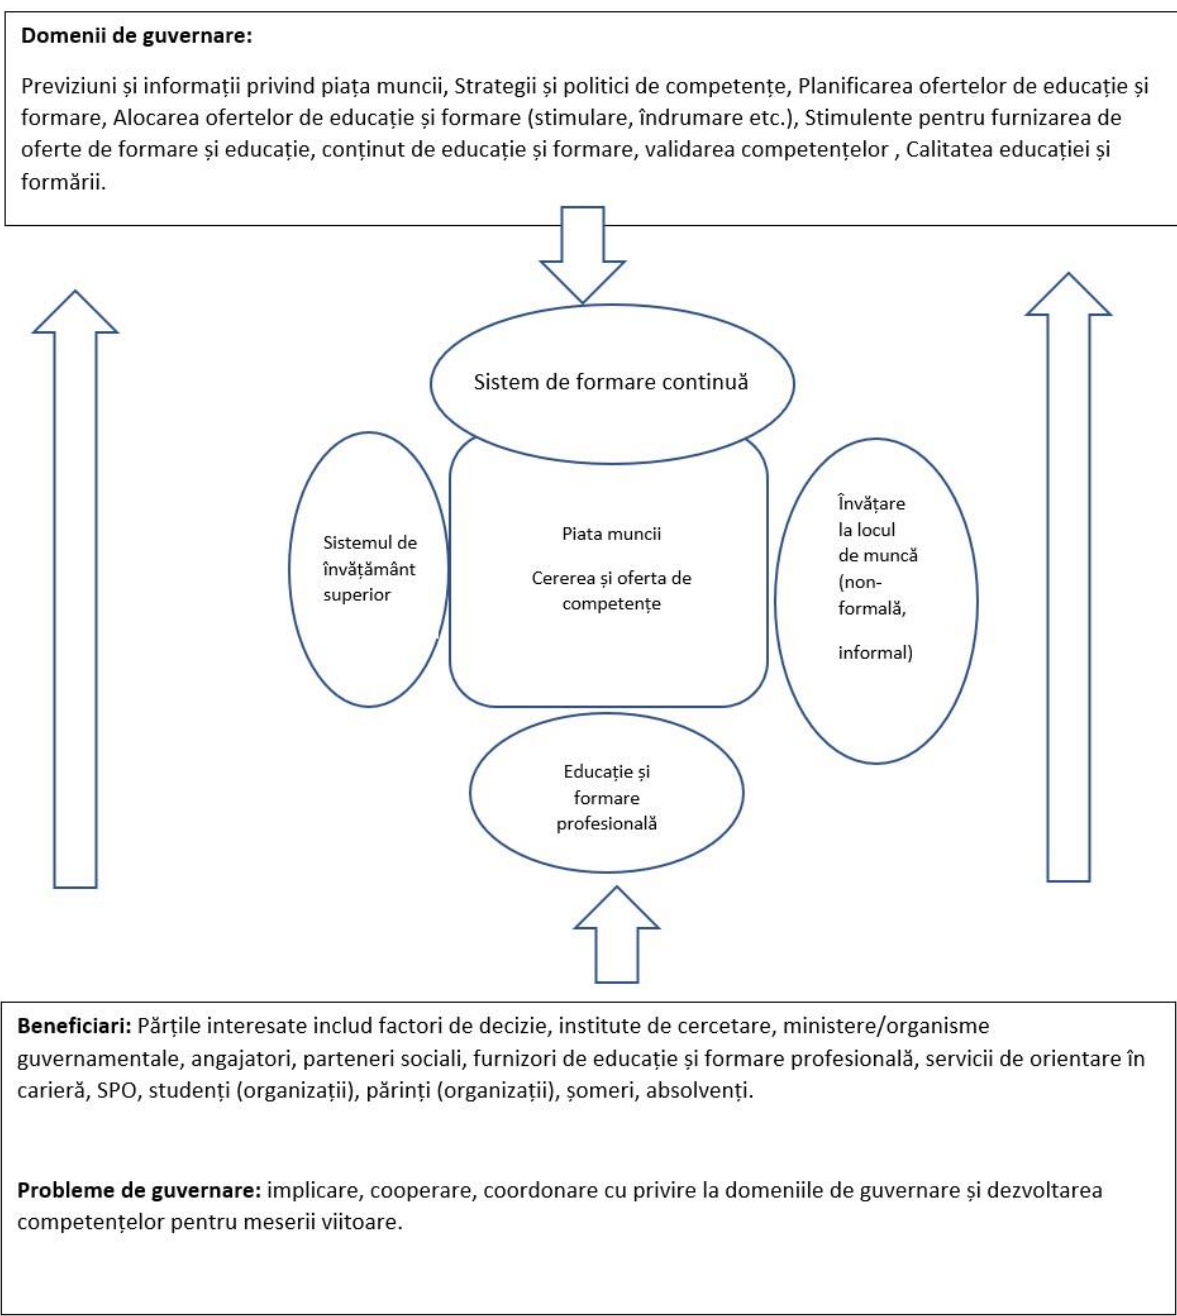 Domenii de guvernare:
Previziuni și informații privind piața muncii, Strategii și politici de competențe, Planificarea ofertelor de educație și
formare, Alocarea ofertelor de educație și formare (stimulare, îndrumare etc.), Stimulente pentru furnizarea de
oferte de formare și educație, conținut de educație și formare, validarea competențelor , Calitatea educației și
formării.
Sistem de formare continuă
Sistemul de
învățământ
superior
Piata muncii
Cererea și oferta de
competențe
Învățare
la locul
de muncă
(non-
formală,
informal)
Educație și
formare
profesională
Beneficiari: Părțile interesate includ factori de decizie, institute de cercetare, ministere/organisme
guvernamentale, angajatori, parteneri sociali, furnizori de educație și formare profesională, servicii de orientare în
carieră, SPO, studenți (organizații), părinți (organizații), șomeri, absolvenți.
Probleme de guvernare: implicare, cooperare, coordonare cu privire la domeniile de guvernare și dezvoltarea
competențelor pentru meserii viitoare.